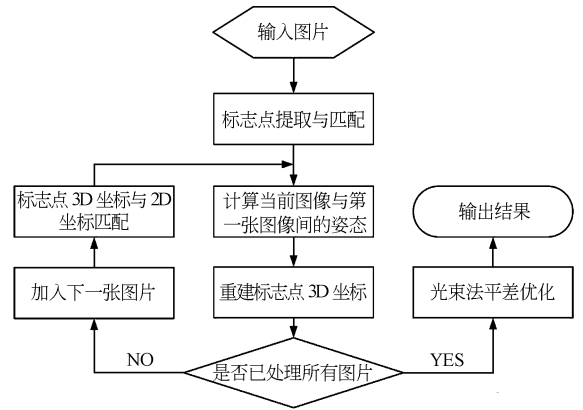 输入图片
标志点提取与匹配
标志点3D坐标与2D
坐标匹配
计算当前图像与第
一张图像间的姿态
输出结果
加入下一张图片
重建标志点3D坐标
光束法平差优化
NO
是否已处理所有图片
YES